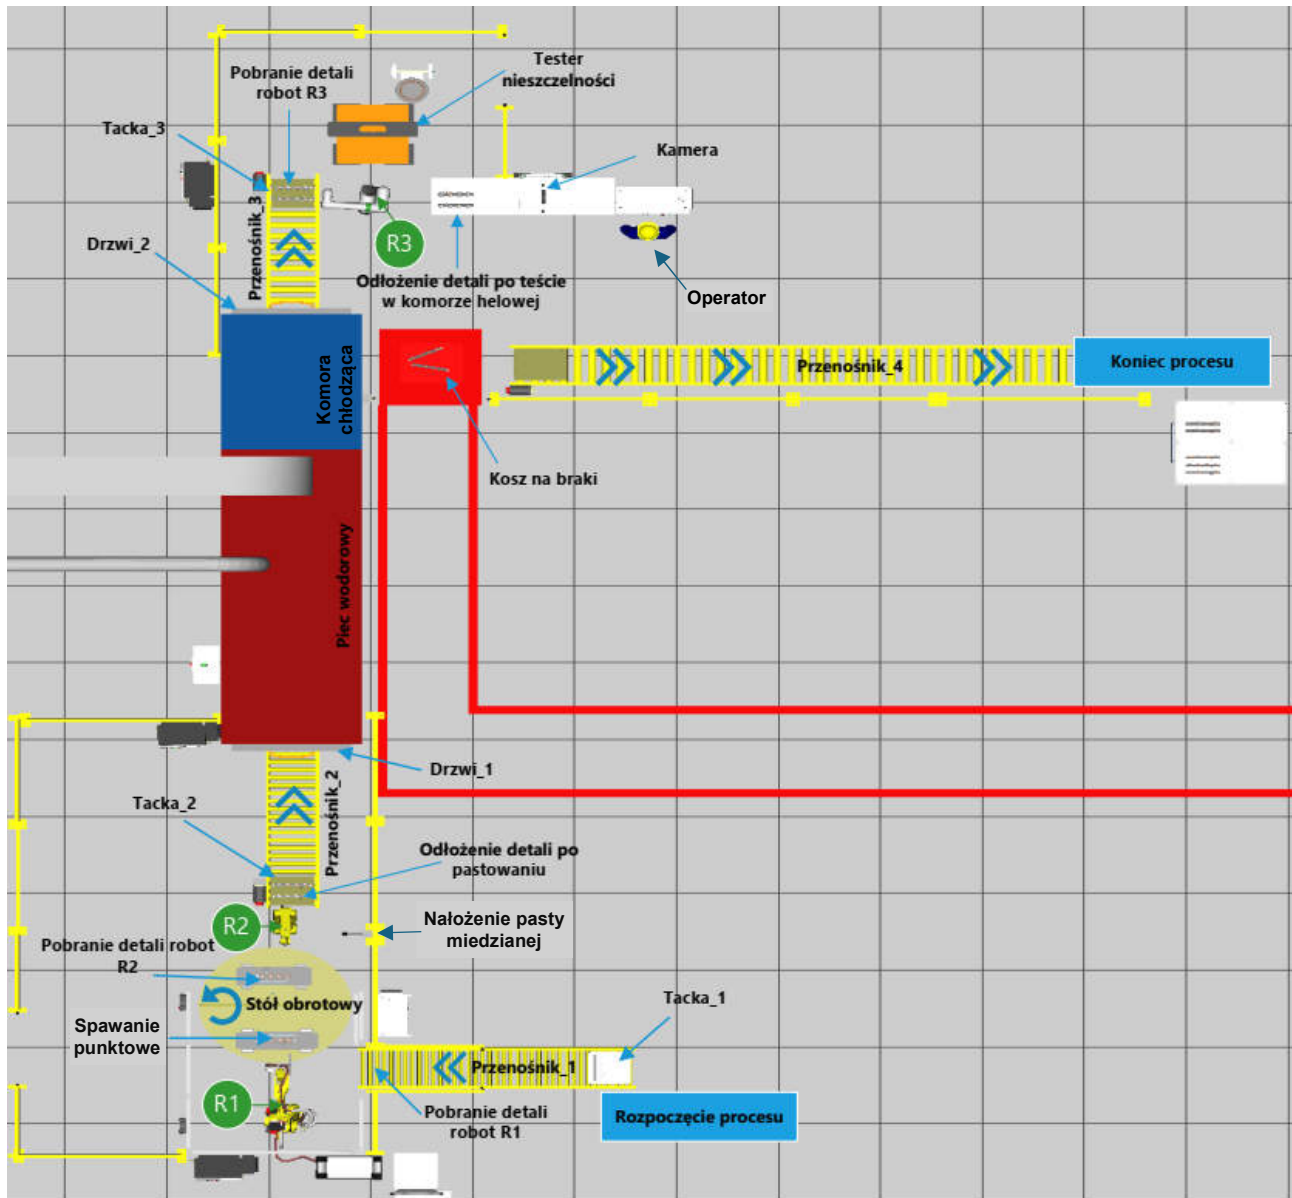 Pobranie detali
robot R3
Tester
nieszczelności
Tacka_3
Kamera
Przenośnik_3
R3
Drzwi_2
Odłożenie detali po teście
w komorze helowej
Operator
Komora
chłodząca
Przenośnik_4
Koniec procesu
Kosz na braki
Piec wodorowy
Drzwi_1
Przenośnik_2
Tacka_2
Odłożenie detali po
pastowaniu
R2
Nałożenie pasty
miedzianej
Pobranie detali robot
R2
Stół obrotowy
Tacka_1
Spawanie
punktowe
Przenośnik_1
R1
Pobranie detali
robot R1
Rozpoczęcie procesu